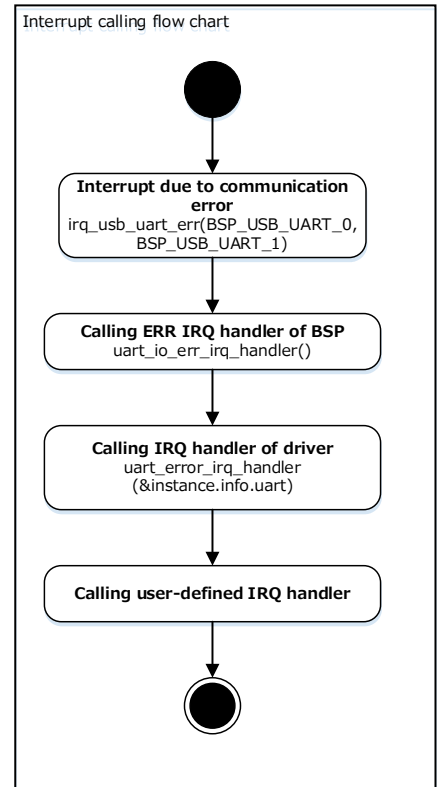 Interrupt calling flow chart
Interrupt due to communication
error
irq_usb_uart_err(BSP_USB_UART_0,
BSP_USB_UART_1)
Calling ERR IRQ handler of BSP
uart_io_err_irq_handler()
Calling IRQ handler of driver
uart_error_irq_handler
(&instance.info.uart)
Calling user-defined IRQ handler